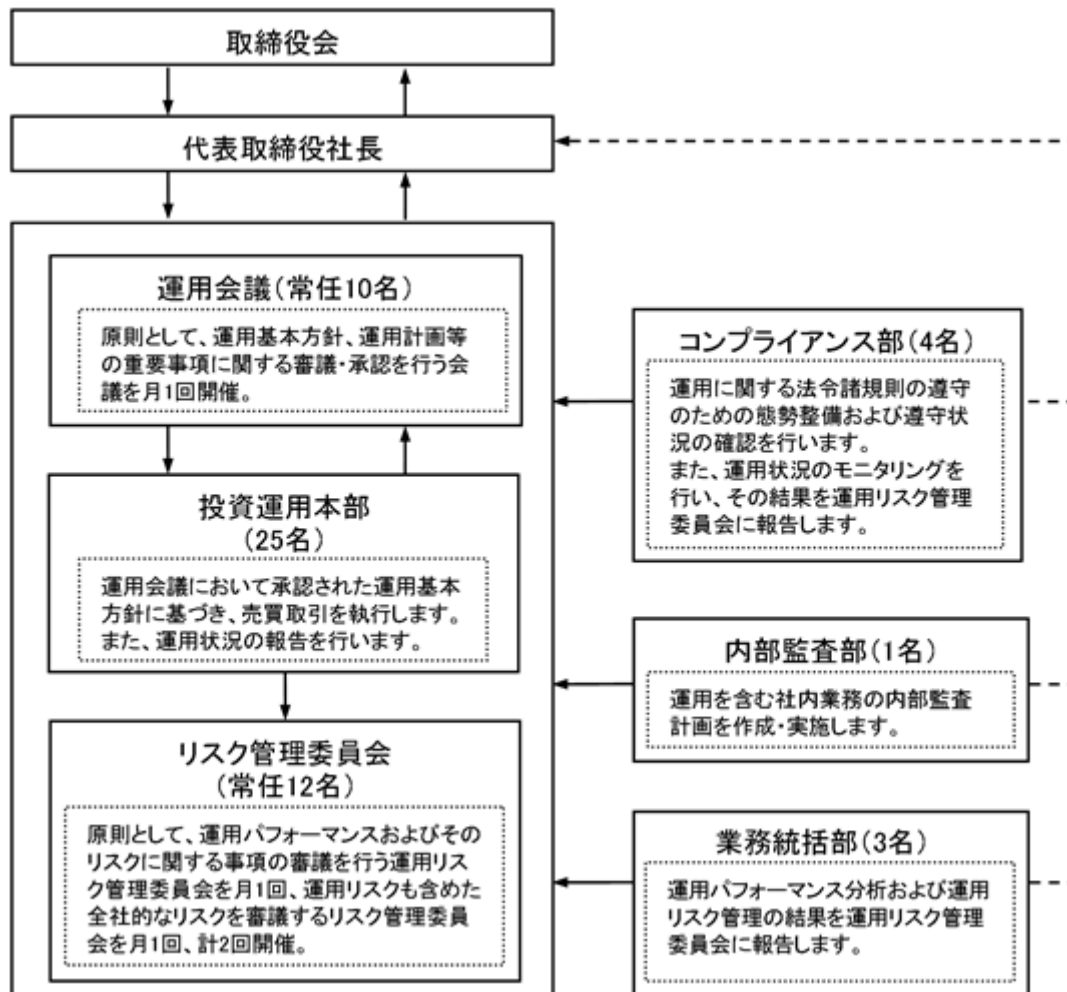 取締役会
代表取締役社長
運用会議(常任10名)
原則として、運用基本方針、運用計画等
の重要事項に関する審議・承認を行う会
議を月1回開催。
投資運用本部
(25名)
運用会議において承認された運用基本
方針に基づき、売買取引を執行します。
また、運用状況の報告を行います。
リスク管理委員会
(常任12名)
原則として、運用パフォーマンスおよびその
リスクに関する事項の審議を行う運用リス
ク管理委員会を月1回、運用リスクも含めた
全社的なリスクを審議するリスク管理委員
会を月1回、計2回開催。
コンプライアンス部(4名)
運用に関する法令諸規則の遵守
のための態勢整備および遵守状
況の確認を行います。
また、運用状況のモニタリングを
行い、その結果を運用リスク管理
委員会に報告します。
内部監査部(1名)
運用を含む社内業務の内部監査
計画を作成・実施します。
業務統括部(3名)
運用パフォーマンス分析および運用
リスク管理の結果を運用リスク管理
委員会に報告します。